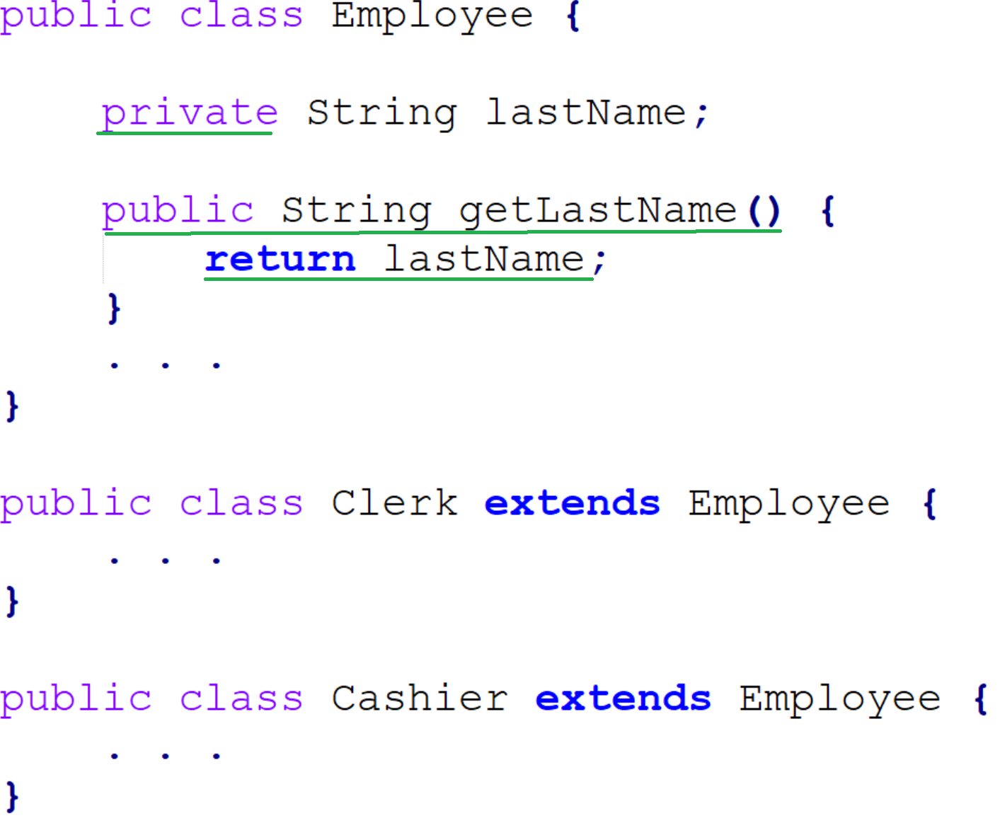 public class Employee {
private String lastName;
public String getLastName() {
return lastName;
}
. . .
}
public class Clerk extends Employee {
. . .
}
public class Cashier extends Employee {
. . .
}